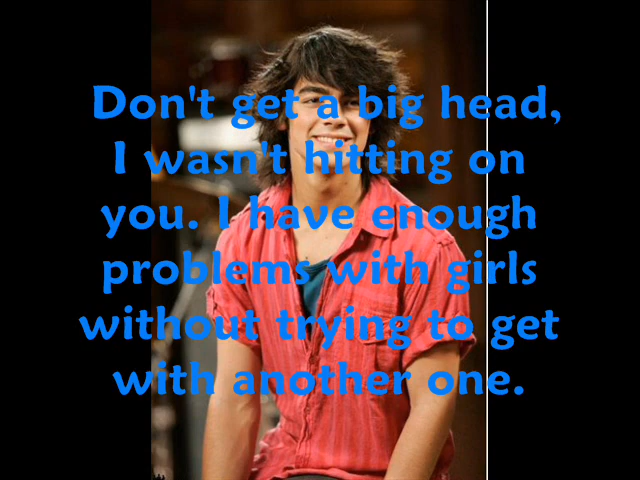 Don't get a big head,
I wasn't hitting on
you. I have enough
problems with girls
without trying to get
with another one.